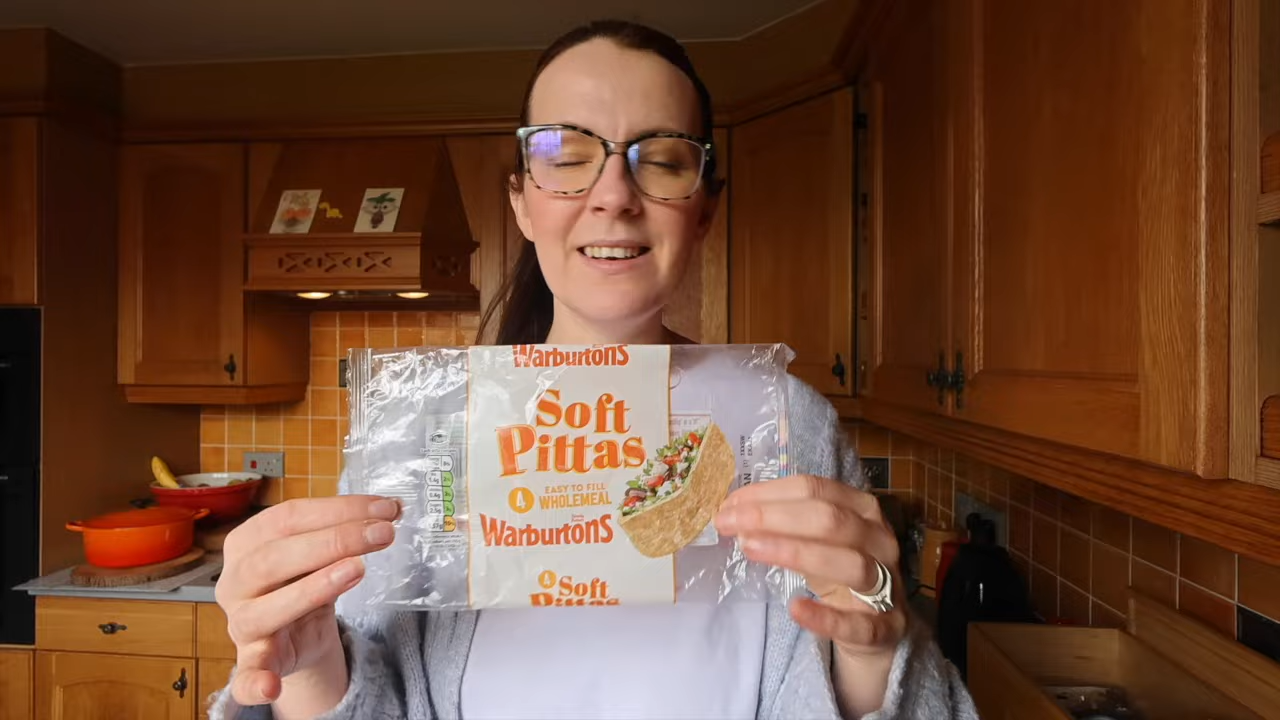 Warburtons
Soft
Pittas
4 EASY TO FILL
WHOLEMEAL
Warburtons
4 Soft
Pittas